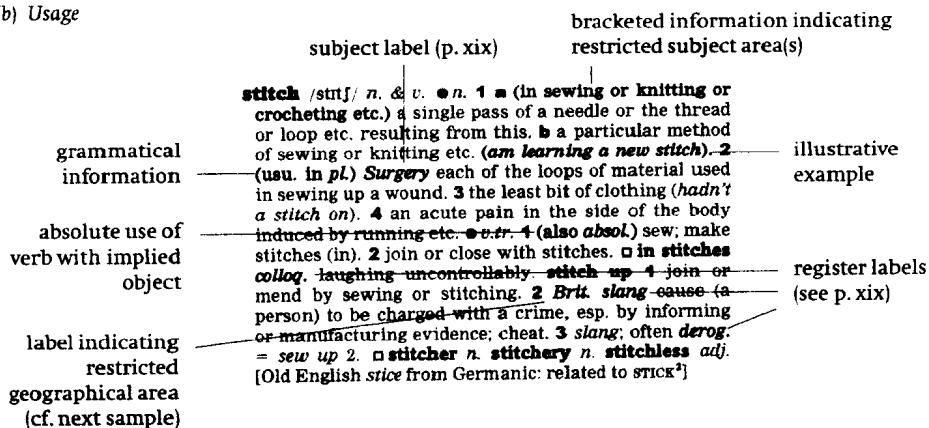 b) Usage
bracketed information indicating
restricted subject area(s)
subject label (p. xix)
stitch /stɪtʃ/ n. & v. ● n. 1 a (in sewing or knitting or
crocheting etc.) a single pass of a needle or the thread
or loop etc. resulting from this. b a particular method
of sewing or knitting etc. (am learning a new stitch). 2
(usu. in pl.) Surgery each of the loops of material used
in sewing up a wound. 3 the least bit of clothing (hadn't
a stitch on). 4 an acute pain in the side of the body
induced by running etc. ● v.tr. 1 (also absol.) sew; make
stitches (in). 2 join or close with stitches. □ in stitches
colloq. laughing uncontrollably. stitch up 1 join or
mend by sewing or stitching. 2 Brit. slang cause (a
person) to be charged with a crime, esp. by informing
or manufacturing evidence; cheat. 3 slang; often derog.
= sew up 2. □ stitcher n. stitchery n. stitchless adj.
[Old English stice from Germanic: related to STICK²]
grammatical
information
absolute use of
verb with implied
object
label indicating
restricted
geographical area
(cf. next sample)
illustrative
example
register labels
(see p. xix)